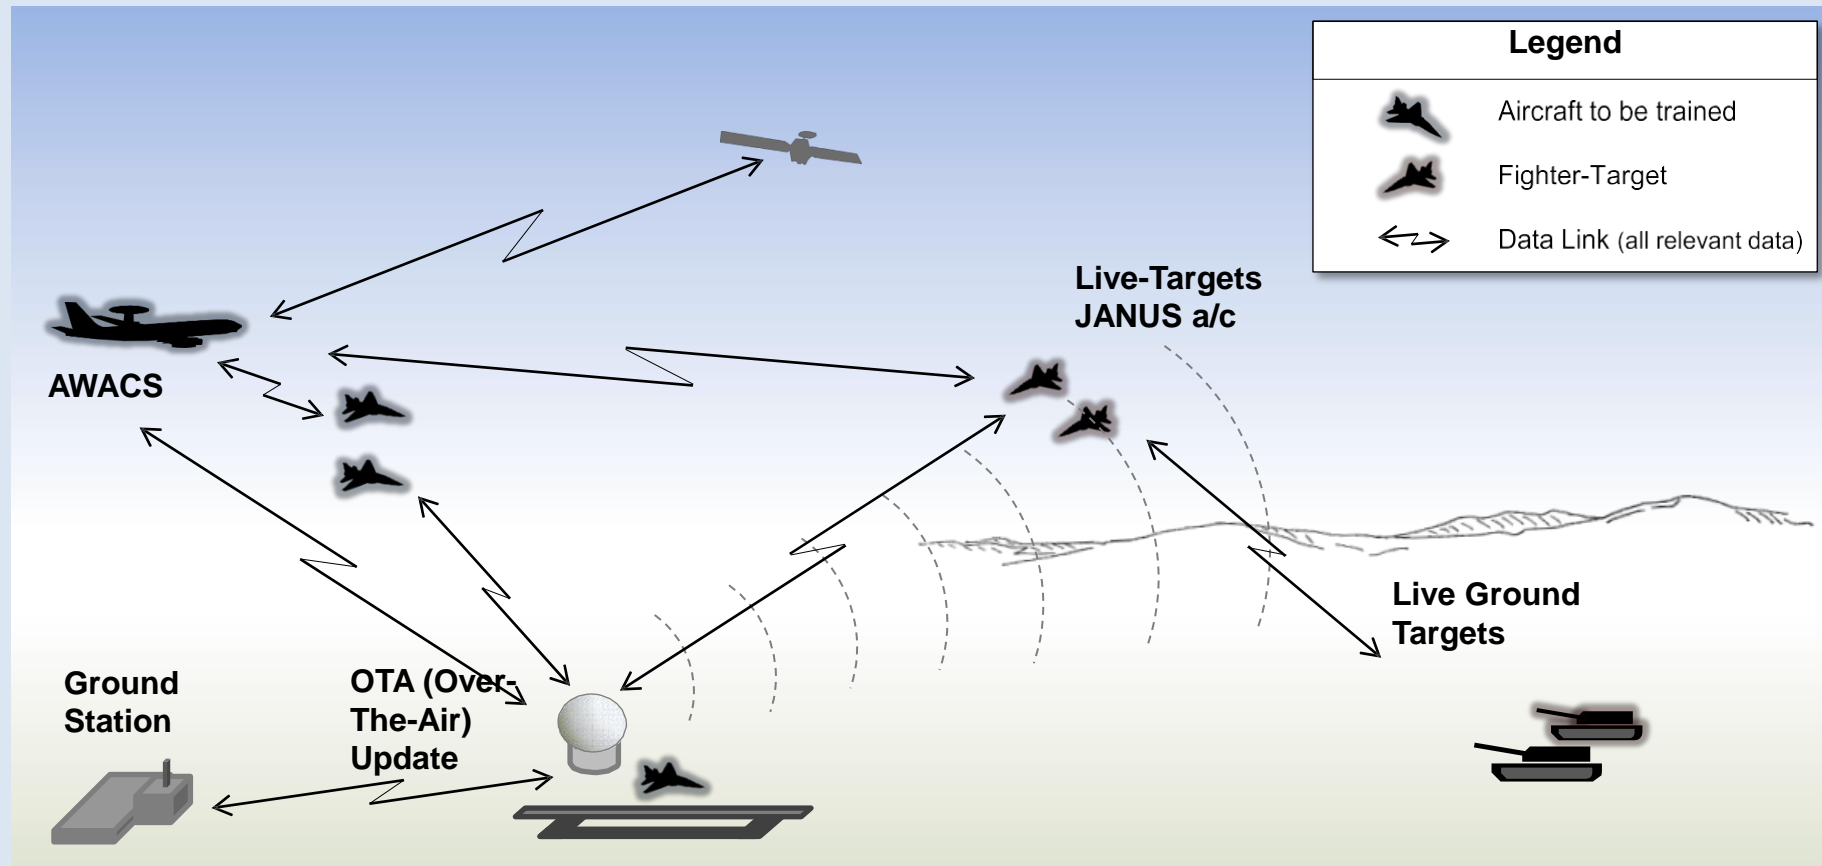 Legend
Aircraft to be trained
Fighter-Target
Data Link (all relevant data)
Live-Targets
JANUS a/c
AWACS
Live Ground
Targets
Ground
Station
OTA (Over-
The-Air)
Update